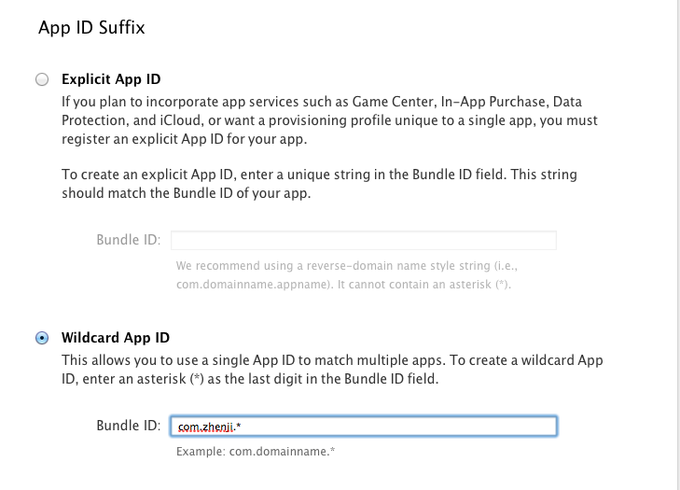 App ID Suffix
Explicit App ID
If you plan to incorporate app services such as Game Center, In-App Purchase, Data
Protection, and iCloud, or want a provisioning profile unique to a single app, you must
register an explicit App ID for your app.
To create an explicit App ID, enter a unique string in the Bundle ID field. This string
should match the Bundle ID of your app.
Bundle ID:
We recommend using a reverse-domain name style string (i.e.,
com.domainname.appname). It cannot contain an asterisk (*).
Wildcard App ID
This allows you to use a single App ID to match multiple apps. To create a wildcard App
ID, enter an asterisk (*) as the last digit in the Bundle ID field.
Bundle ID: com.zhenji.*
Example: com.domainname.*